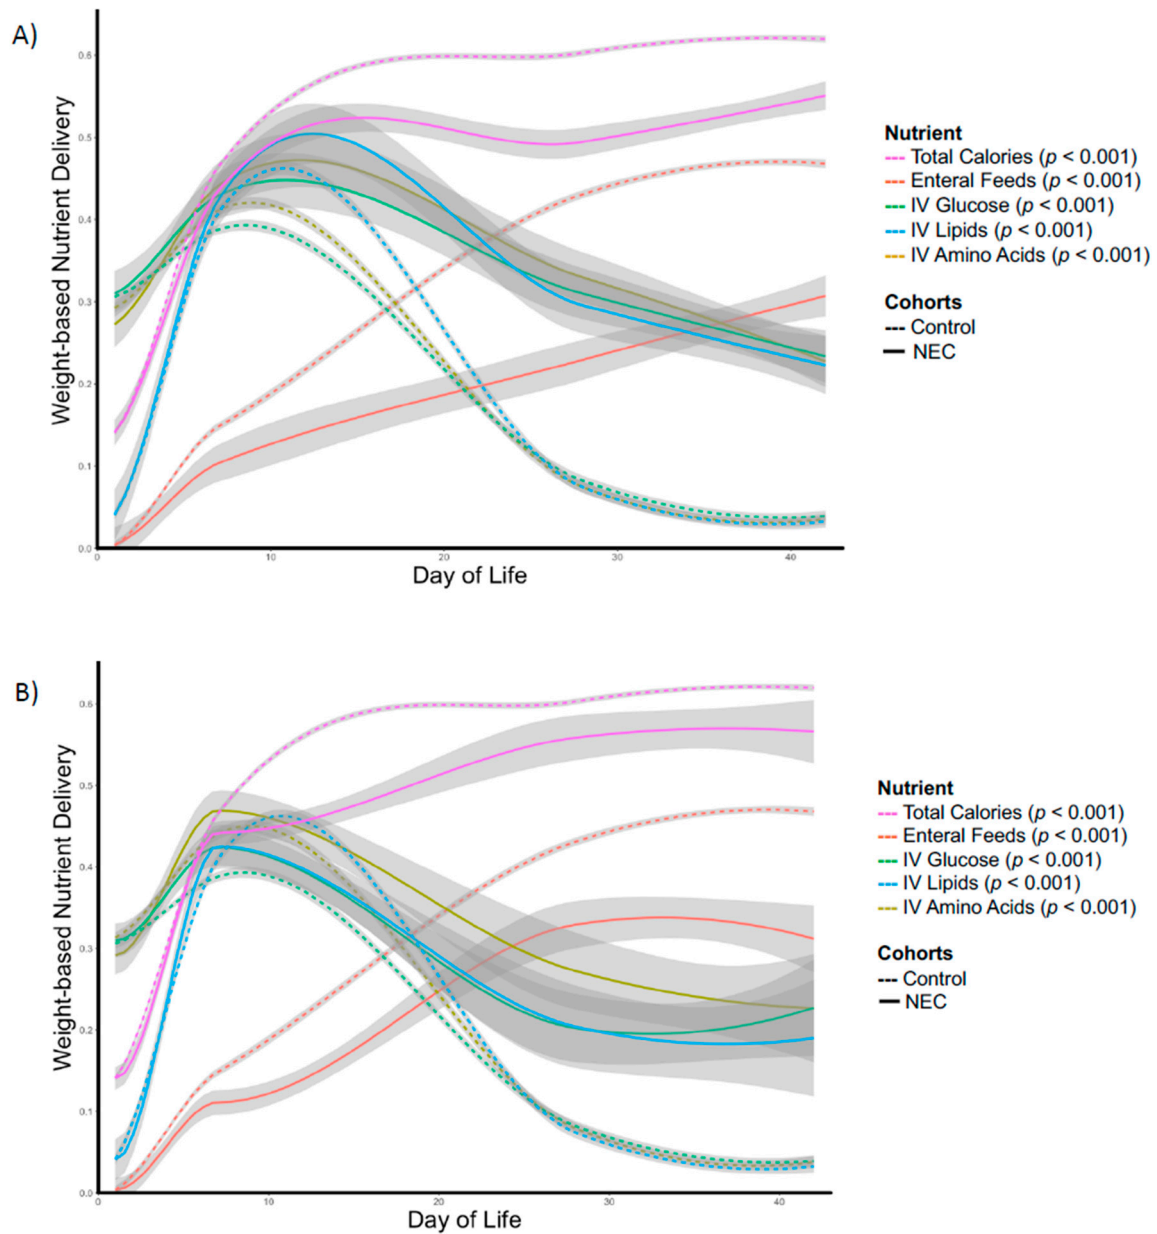 A)
Weight-based Nutrient Delivery
0.6
0.5
0.4
0.3
0.2
0.1
0.0
0
10
20
30
40
Day of Life
Nutrient
Total Calories (p < 0.001)
Enteral Feeds (p < 0.001)
IV Glucose (p < 0.001)
IV Lipids (p < 0.001)
IV Amino Acids (p < 0.001)
Cohorts
Control
NEC
B)
Weight-based Nutrient Delivery
0.6
0.5
0.4
0.3
0.2
0.1
0.0
0
10
20
30
40
Day of Life
Nutrient
Total Calories (p < 0.001)
Enteral Feeds (p < 0.001)
IV Glucose (p < 0.001)
IV Lipids (p < 0.001)
IV Amino Acids (p < 0.001)
Cohorts
Control
NEC